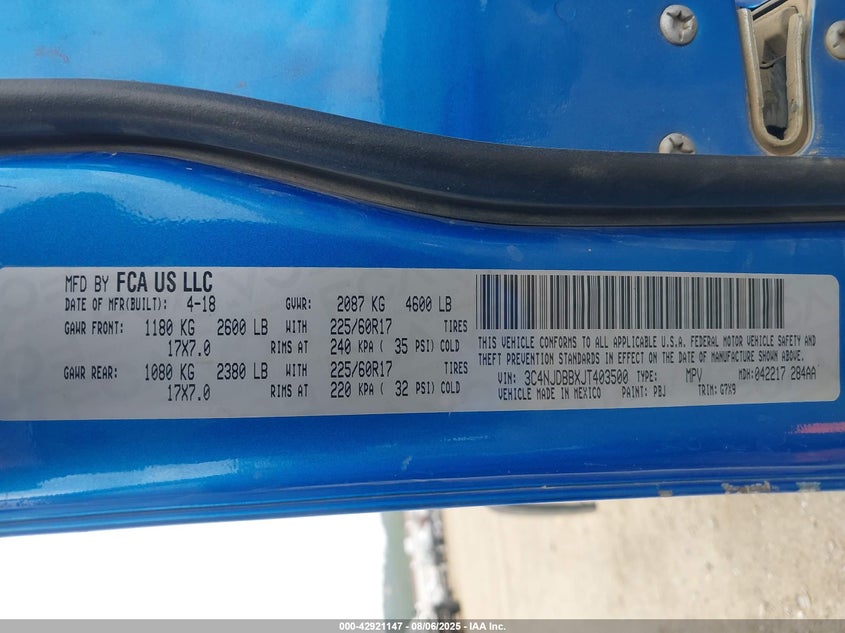 MFD BY FCA US LLC
DATE OF MFR(BUILT): 4-18 GVWR: 2087 KG 4600 LB
GAWR FRONT: 1180 KG 2600 LB WITH 225/60R17 TIRES
17X7.0 RIMS AT 240 KPA ( 35 PSI) COLD
GAWR REAR: 1080 KG 2380 LB WITH 225/60R17 TIRES
17X7.0 RIMS AT 220 KPA ( 32 PSI) COLD
THIS VEHICLE CONFORMS TO ALL APPLICABLE U.S.A. FEDERAL MOTOR VEHICLE SAFETY AND
THEFT PREVENTION STANDARDS IN EFFECT ON THE DATE OF MANUFACTURE SHOWN ABOVE.
VIN: 3C4NJDBBXJT403500 TYPE: MPV MDH: 042217 284AA
VEHICLE MADE IN MEXICO PAINT: PBJ TRIM: G7X9
000-42921147 - 08/06/2025 - IAA Inc.